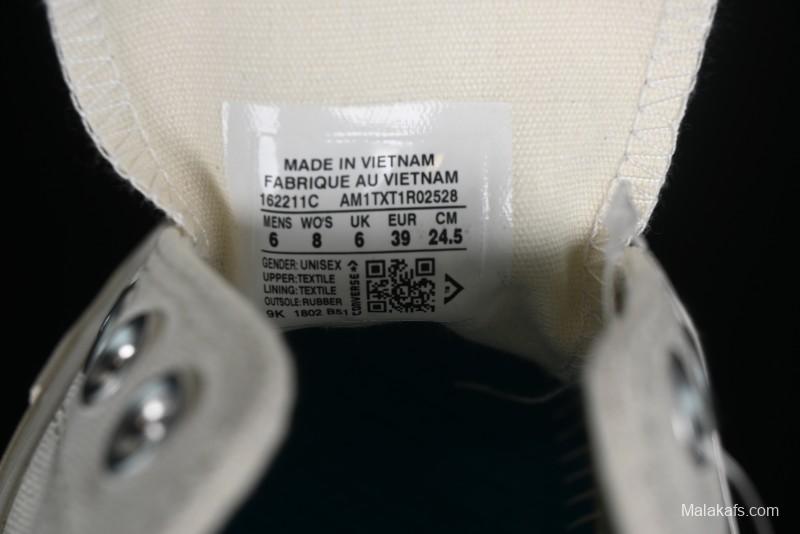 MADE IN VIETNAM
FABRIQUE AU VIETNAM
162211C AM1TXT1R02528
MENS WO'S UK EUR CM
6 8 6 39 24.5
GENDER: UNISEX
UPPER:TEXTILE
LINING:TEXTILE
OUTSOLE:RUBBER
9K 1802 B51
CONVERSE
Malakafs.com